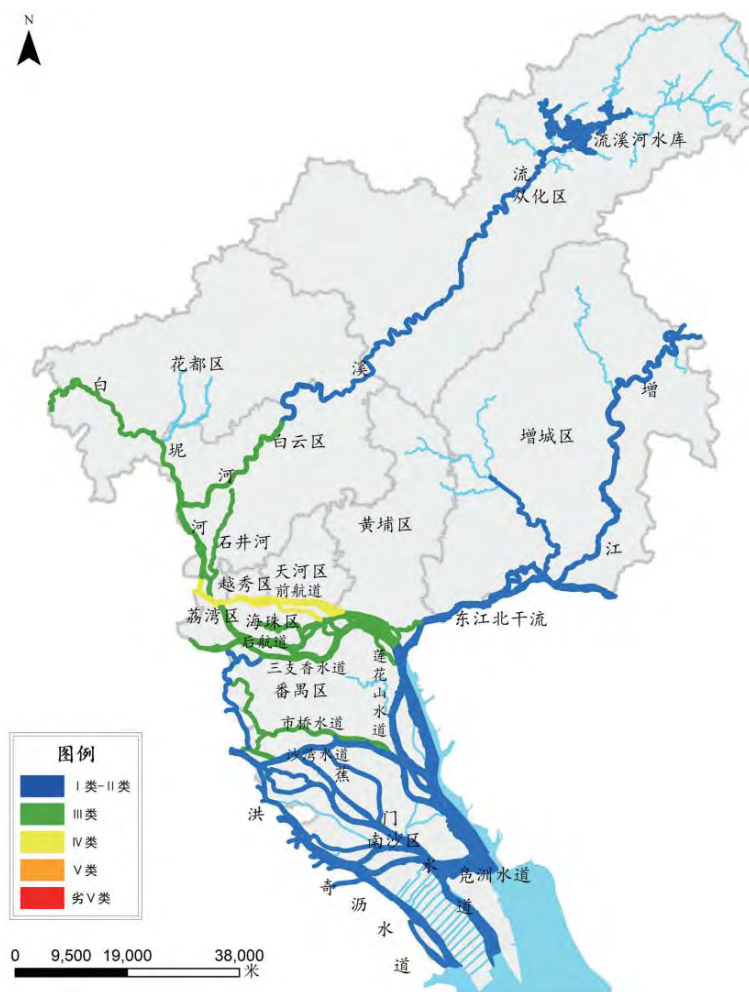 N
流溪河水库
流
从化区
溪
花都区
白
增
坭
白云区
增城区
河
河
石井河
黄埔区
江
天河区
越秀区
前航道
荔湾区
海珠区
后航道
东江北干流
三支香水道
莲花山水道
番禺区
市桥水道
沙湾水道
蕉
洪
门
南沙区
水
凫洲水道
奇
道
沥
水
道
图例
Ⅰ类-Ⅱ类
Ⅲ类
Ⅳ类
Ⅴ类
劣Ⅴ类
0 9,500 19,000 38,000
米